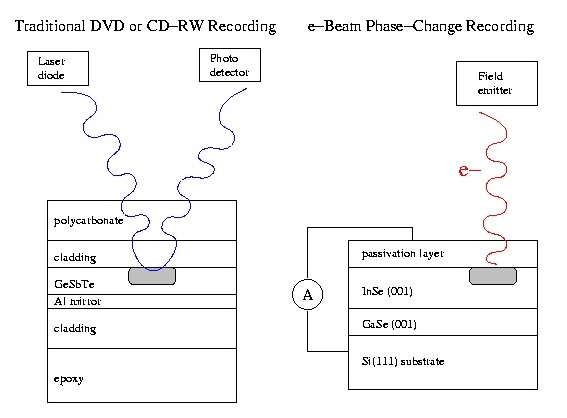 Traditional DVD or CD-RW Recording
e-Beam Phase-Change Recording
Laser
diode
Photo
detector
Field
emitter
e-
polycarbonate
cladding
GeSbTe
Al mirror
cladding
epoxy
passivation layer
A
InSe (001)
GaSe (001)
Si(111) substrate